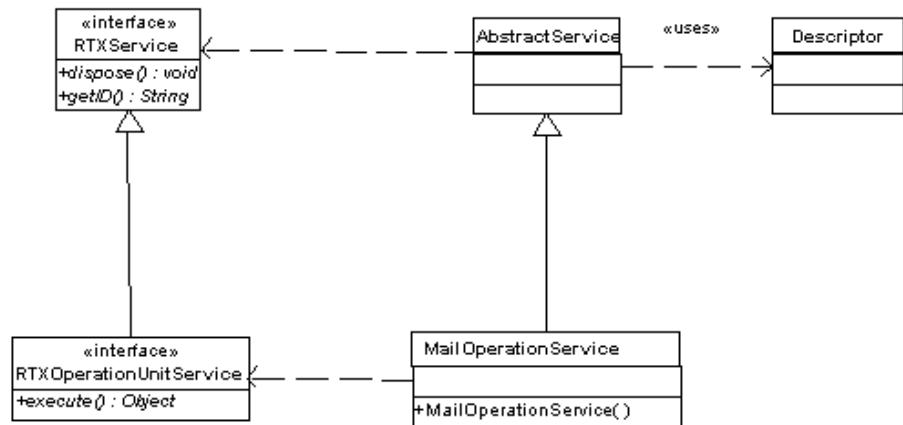 «interface»
RTXService
+dispose() : void
+getID() : String
AbstractService
«uses»
Descriptor
«interface»
RTXOperationUnitService
+execute() : Object
MailOperationService
+MailOperationService()